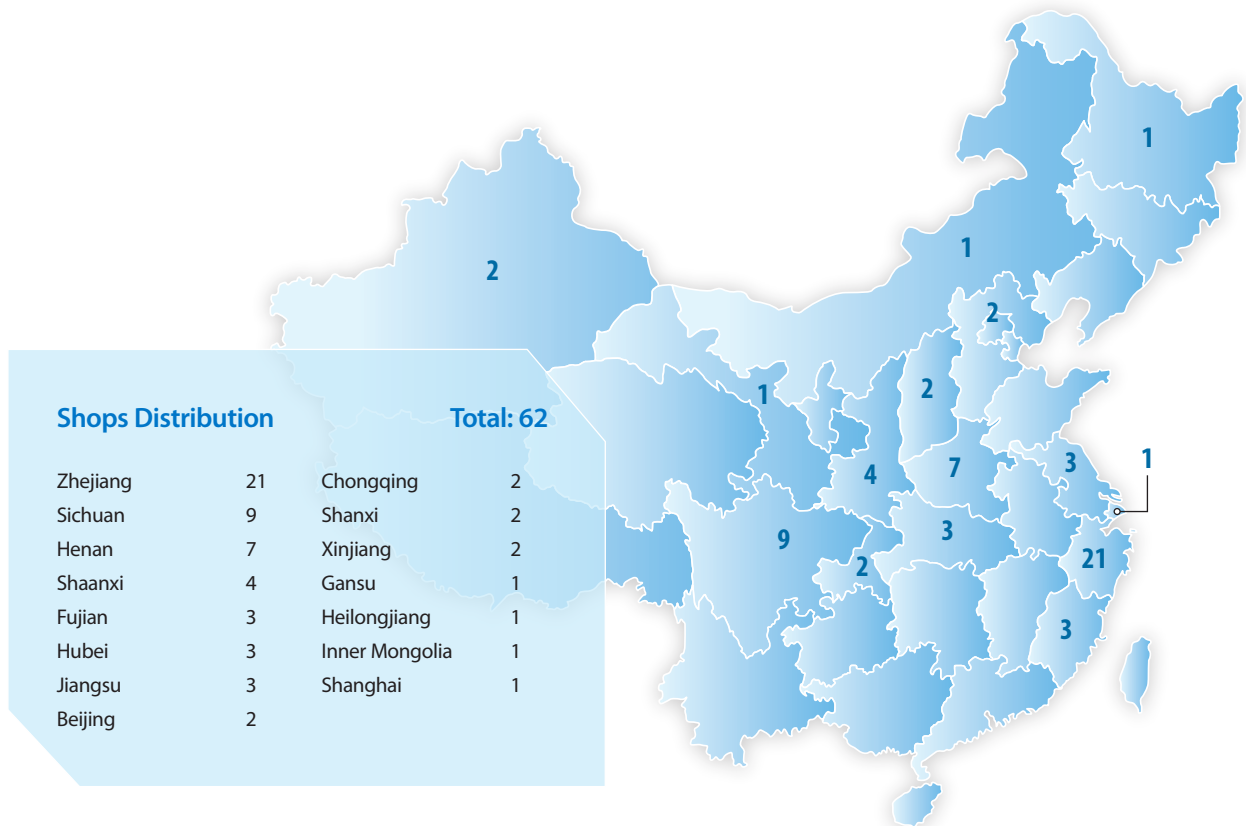 1
1
2
2
Shops Distribution Total: 62
1
2
3
1
4
7
Zhejiang 21 Chongqing 2
Sichuan 9 Shanxi 2
Henan 7 Xinjiang 2
Shaanxi 4 Gansu 1
Fujian 3 Heilongjiang 1
Hubei 3 Inner Mongolia 1
Jiangsu 3 Shanghai 1
Beijing 2
9
3
2
21
3